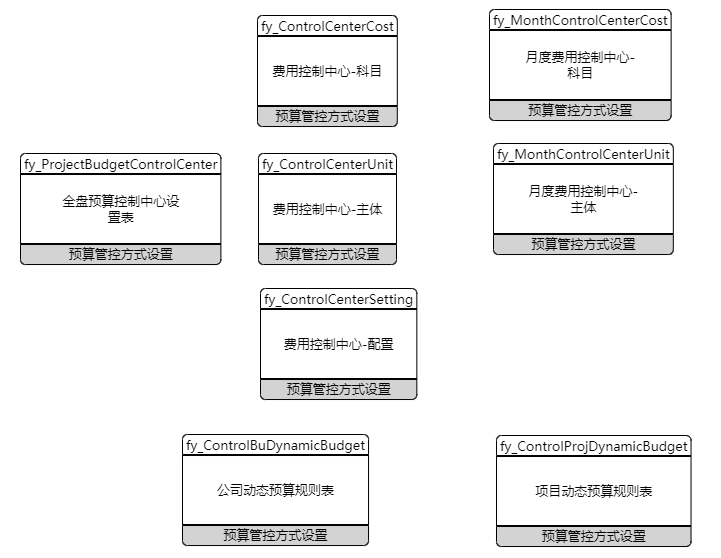 fy_ControlCenterCost
费用控制中心-科目
预算管控方式设置
fy_MonthControlCenterCost
月度费用控制中心-
科目
预算管控方式设置
fy_ProjectBudgetControlCenter
全盘预算控制中心设
置表
预算管控方式设置
fy_ControlCenterUnit
费用控制中心-主体
预算管控方式设置
fy_MonthControlCenterUnit
月度费用控制中心-
主体
预算管控方式设置
fy_ControlCenterSetting
费用控制中心-配置
预算管控方式设置
fy_ControlBuDynamicBudget
公司动态预算规则表
预算管控方式设置
fy_ControlProjDynamicBudget
项目动态预算规则表
预算管控方式设置